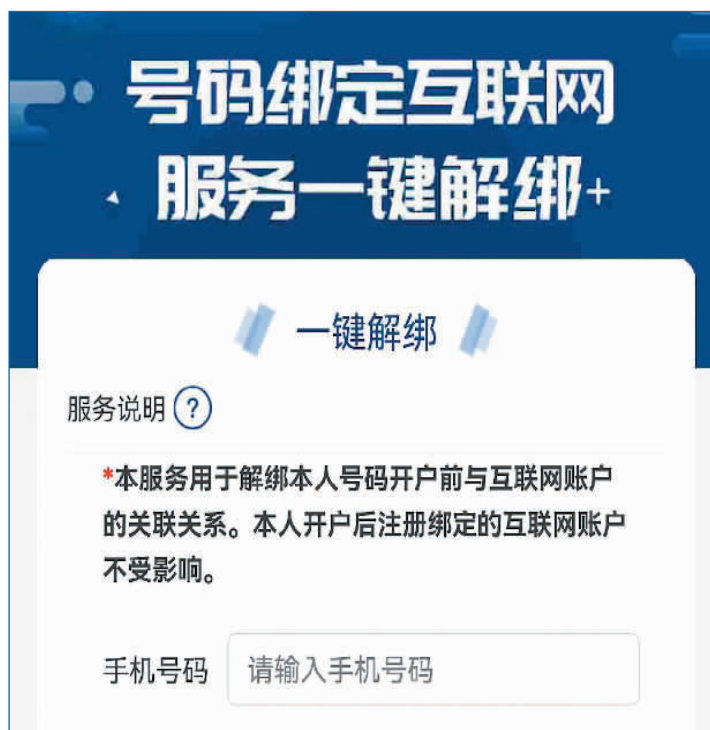 号码绑定互联网
服务一键解绑+
一键解绑
服务说明 ?
*本服务用于解绑本人号码开户前与互联网账户
的关联关系。本人开户后注册绑定的互联网账户
不受影响。
手机号码 请输入手机号码